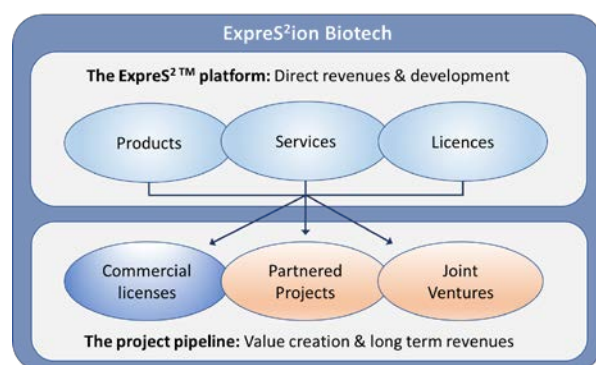 ExpreS²ion Biotech
The ExpreS² ™ platform: Direct revenues & development
Products
Services
Licences
Commercial
licenses
Partnered
Projects
Joint
Ventures
The project pipeline: Value creation & long term revenues